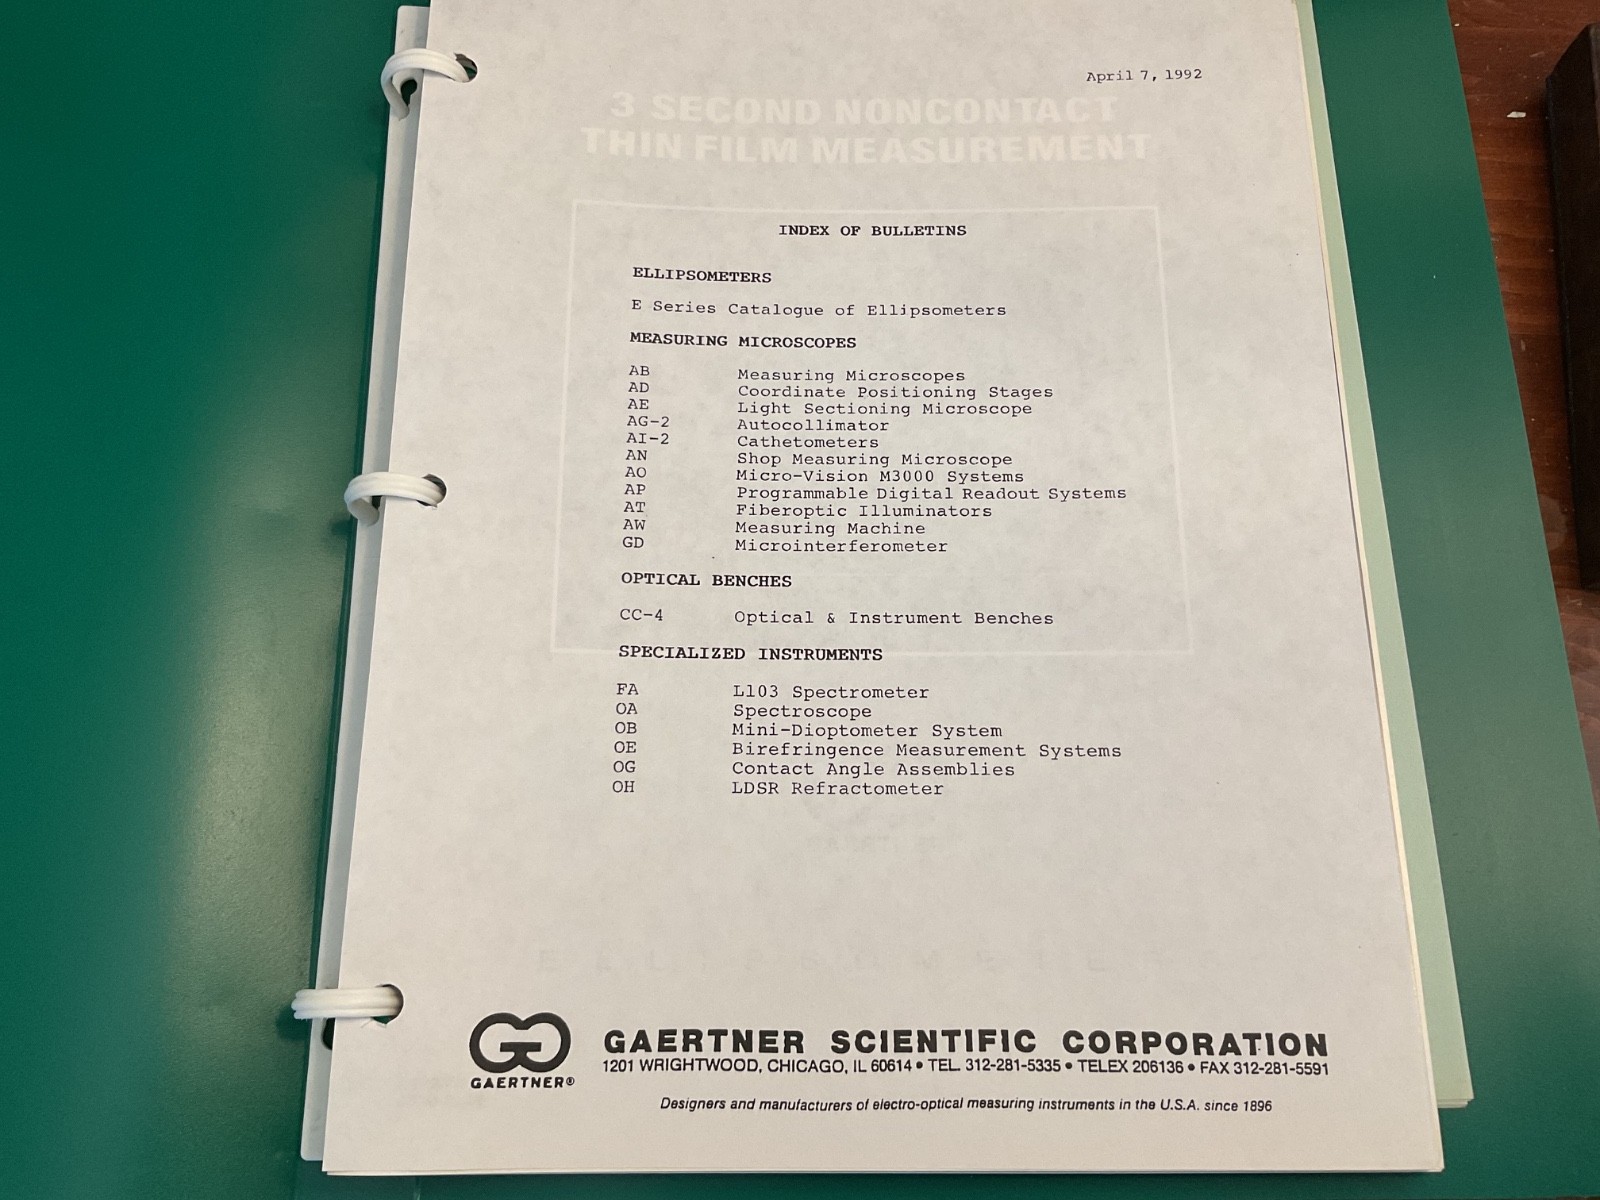 April 7, 1992
3 SECOND NONCONTACT
THIN FILM MEASUREMENT
INDEX OF BULLETINS
ELLIPSOMETERS
E Series Catalogue of Ellipsometers
MEASURING MICROSCOPES
AB Measuring Microscopes
AD Coordinate Positioning Stages
AE Light Sectioning Microscope
AG-2 Autocollimator
AI-2 Cathetometers
AN Shop Measuring Microscope
AO Micro-Vision M3000 Systems
AP Programmable Digital Readout Systems
AT Fiberoptic Illuminators
AW Measuring Machine
GD Microinterferometer
OPTICAL BENCHES
CC-4 Optical & Instrument Benches
SPECIALIZED INSTRUMENTS
FA L103 Spectrometer
OA Spectroscope
OB Mini-Dioptometer System
OE Birefringence Measurement Systems
OG Contact Angle Assemblies
OH LDSR Refractometer
GAERTNER®
GAERTNER SCIENTIFIC CORPORATION
1201 WRIGHTWOOD, CHICAGO, IL 60614 • TEL. 312-281-5335 • TELEX 206136 • FAX 312-281-5591
Designers and manufacturers of electro-optical measuring instruments in the U.S.A. since 1896